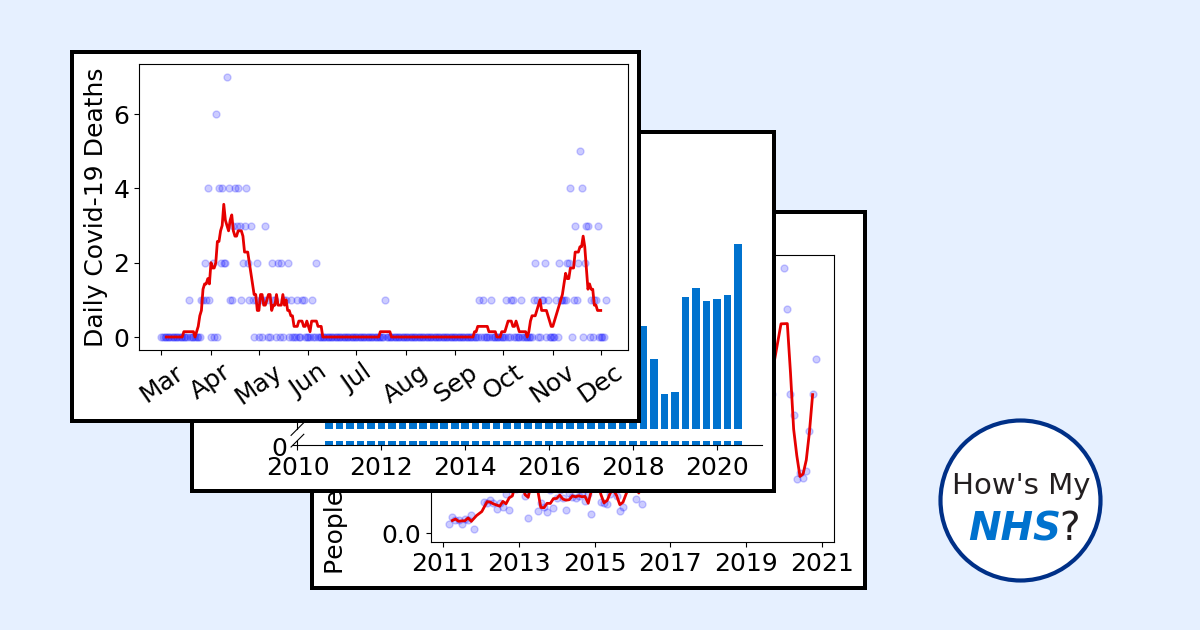 Daily Covid-19 Deaths
6
4
2
0
Mar Apr May Jun Jul Aug Sep Oct Nov Dec
0
2010 2012 2014 2016 2018 2020
People
0.0
2011 2013 2015 2017 2019 2021
How's My
NHS?